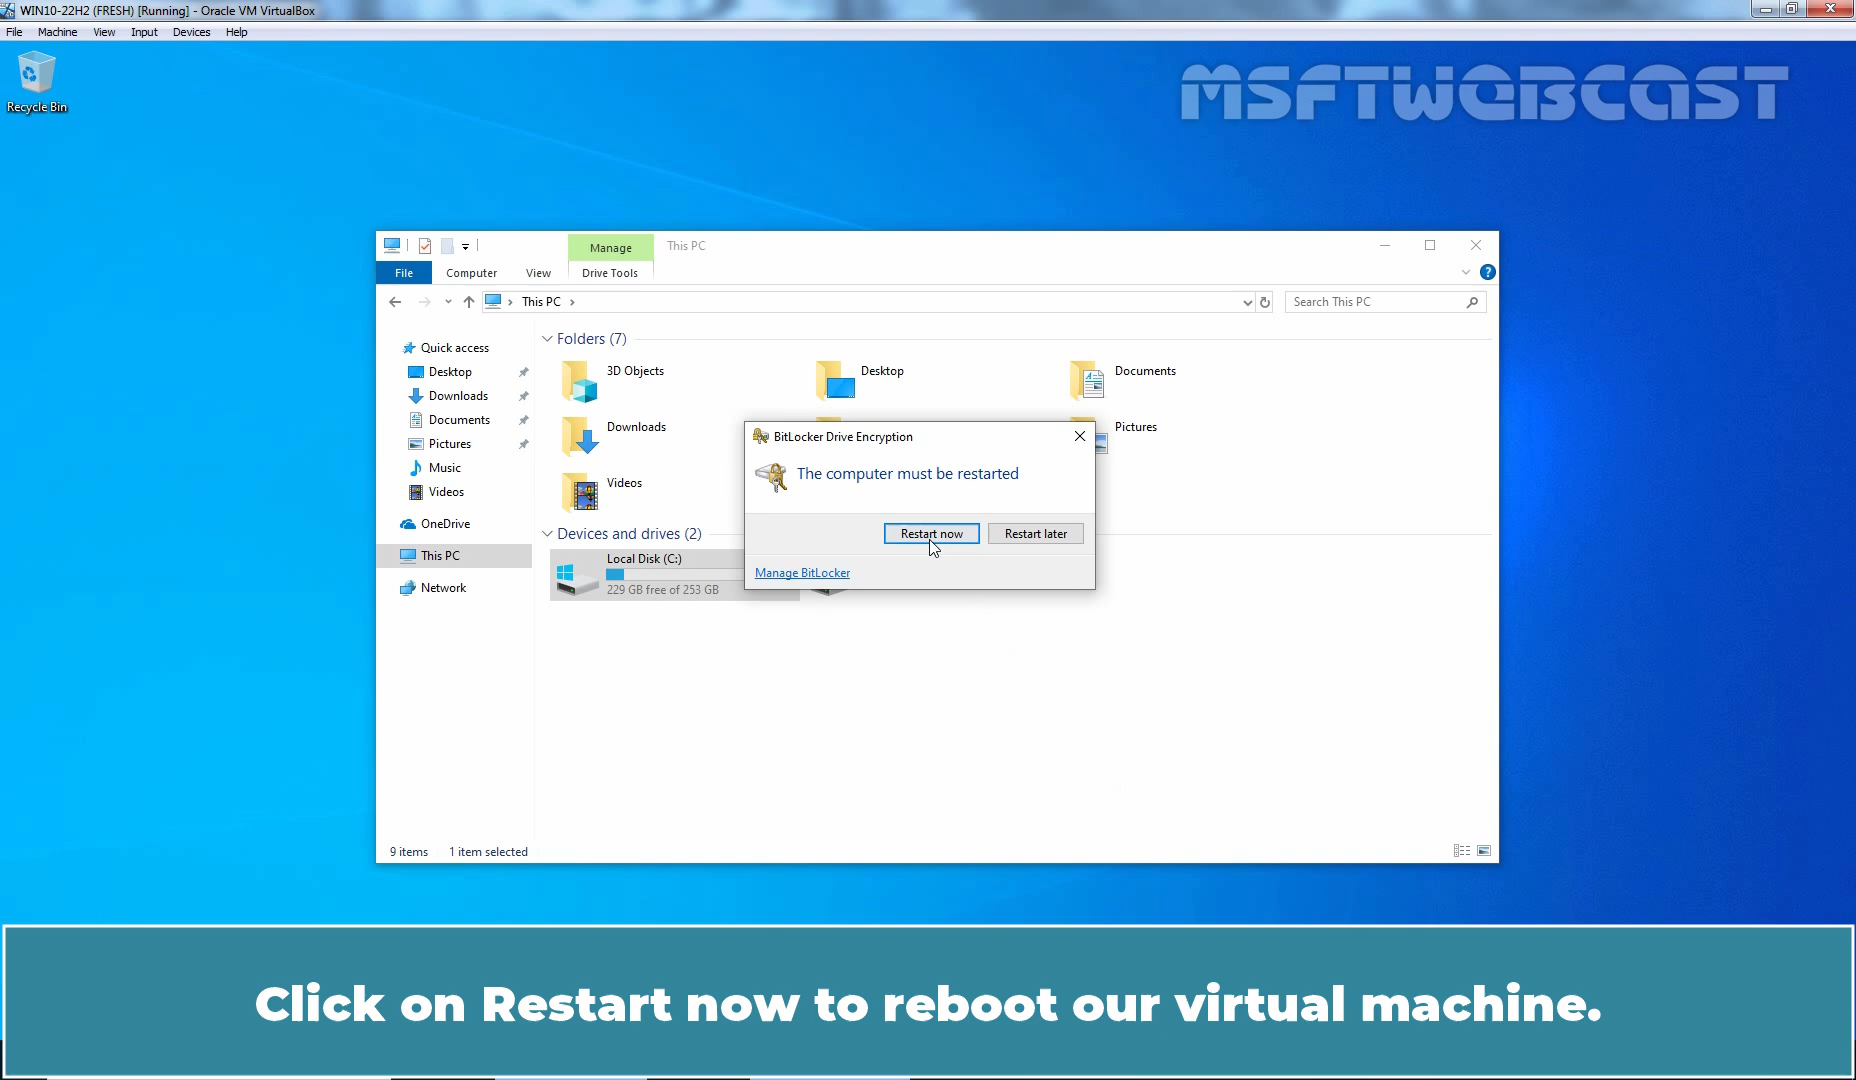 WIN10-22H2 (FRESH) [Running] - Oracle VM VirtualBox
File Machine View Input Devices Help
Recycle Bin
MSFTWEBCAST
Manage This PC
File Computer View Drive Tools
This PC
Search This PC
Quick access
Desktop
Downloads
Documents
Pictures
Music
Videos
OneDrive
This PC
Network
Folders (7)
3D Objects
Desktop
Documents
Downloads
Pictures
Videos
Devices and drives (2)
Local Disk (C:)
229 GB free of 253 GB
BitLocker Drive Encryption
The computer must be restarted
Restart now Restart later
Manage BitLocker
9 items 1 item selected
Click on Restart now to reboot our virtual machine.